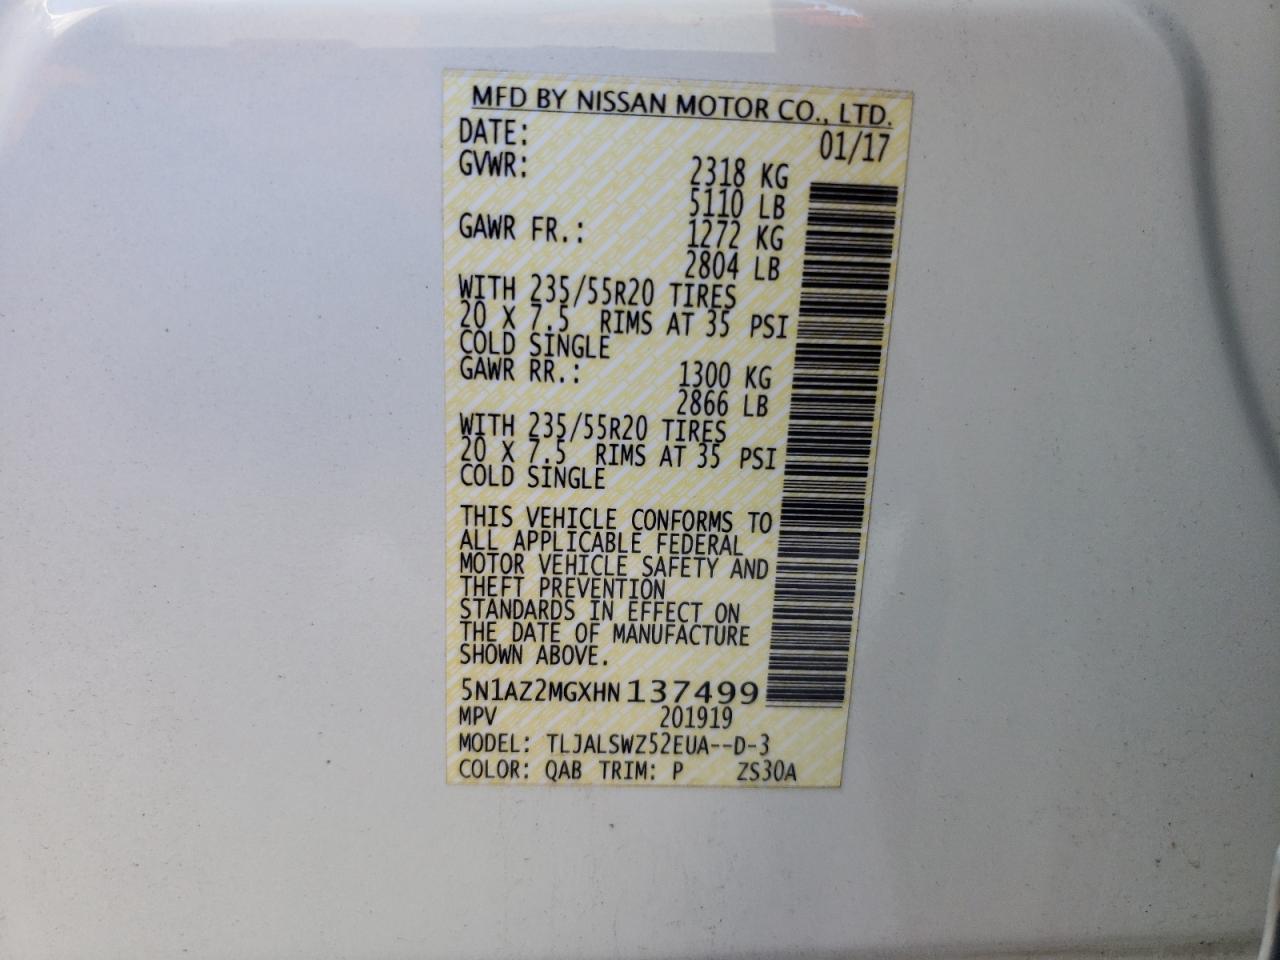 MFD BY NISSAN MOTOR CO., LTD.
DATE: 01/17
GVWR: 2318 KG
5110 LB
GAWR FR.: 1272 KG
2804 LB
WITH 235/55R20 TIRES
20 X 7.5 RIMS AT 35 PSI
COLD SINGLE
GAWR RR.: 1300 KG
2866 LB
WITH 235/55R20 TIRES
20 X 7.5 RIMS AT 35 PSI
COLD SINGLE
THIS VEHICLE CONFORMS TO
ALL APPLICABLE FEDERAL
MOTOR VEHICLE SAFETY AND
THEFT PREVENTION
STANDARDS IN EFFECT ON
THE DATE OF MANUFACTURE
SHOWN ABOVE.
5N1AZ2MGXHN137499
MPV 201919
MODEL: TLJALSWZ52EUA--D-3
COLOR: QAB TRIM: P ZS30A